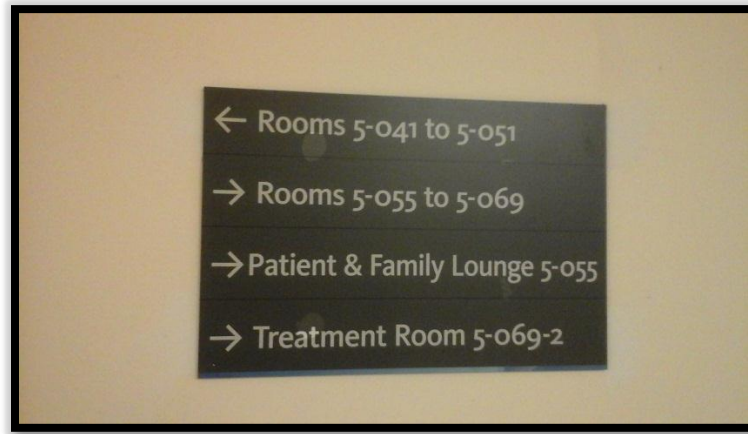 ← Rooms 5-041 to 5-051
→ Rooms 5-055 to 5-069
→ Patient & Family Lounge 5-055
→ Treatment Room 5-069-2